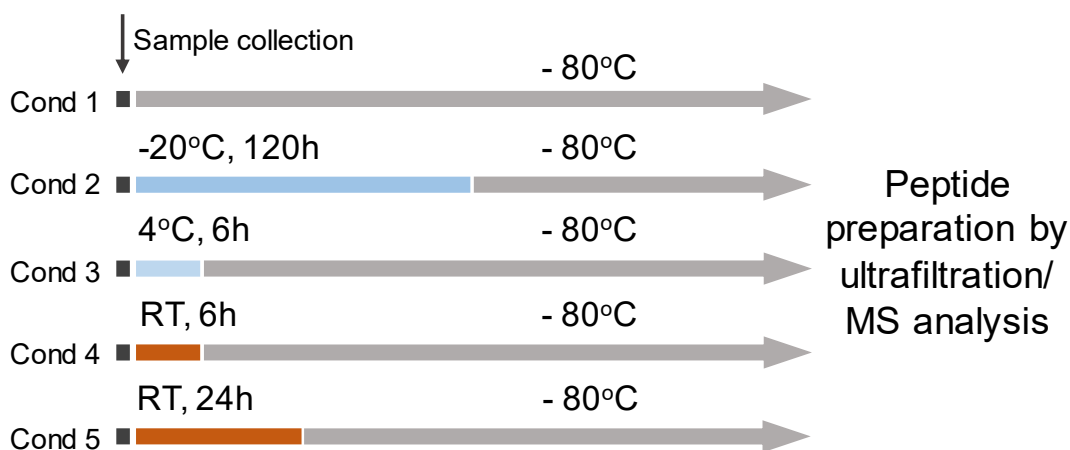 Sample collection
- 80°C
Cond 1
-20°C, 120h
- 80°C
Cond 2
4°C, 6h
- 80°C
Cond 3
RT, 6h
- 80°C
Cond 4
RT, 24h
- 80°C
Cond 5
Peptide
preparation by
ultrafiltration/
MS analysis